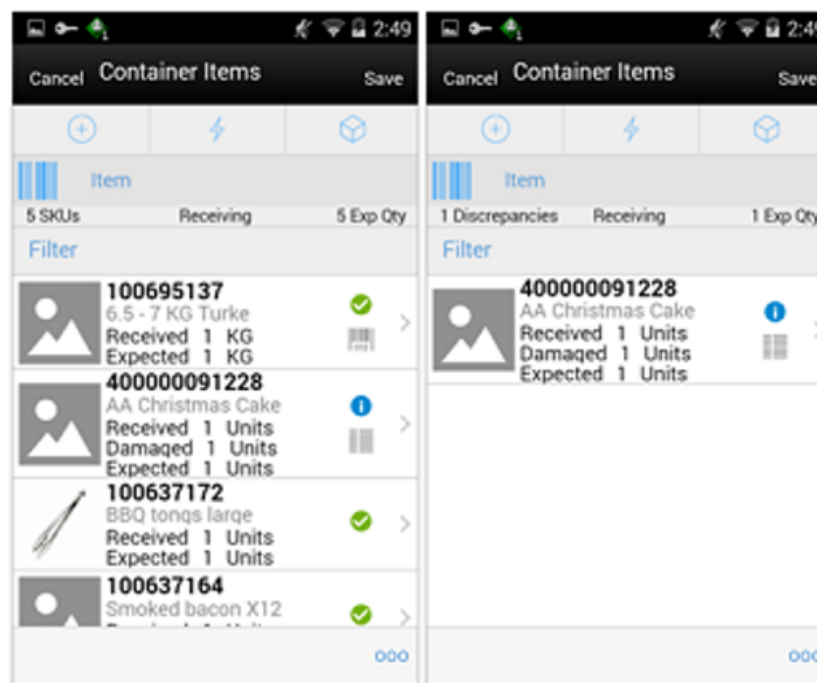 2:49
Cancel Container Items Save
Item
5 SKUs Receiving 5 Exp Qty
Filter
100695137
6.5 - 7 KG Turke
Received 1 KG
Expected 1 KG
400000091228
AA Christmas Cake
Received 1 Units
Damaged 1 Units
Expected 1 Units
100637172
BBQ tongs large
Received 1 Units
Expected 1 Units
100637164
Smoked bacon X12
2:49
Cancel Container Items Save
Item
1 Discrepancies Receiving 1 Exp Qty
Filter
400000091228
AA Christmas Cake
Received 1 Units
Damaged 1 Units
Expected 1 Units